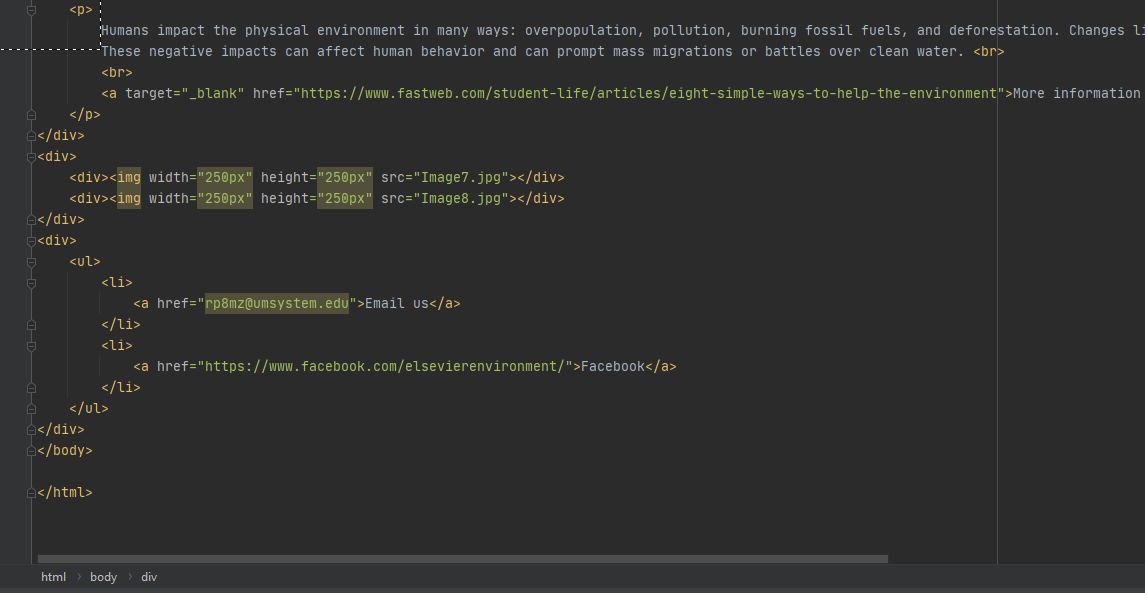 <p>
Humans impact the physical environment in many ways: overpopulation, pollution, burning fossil fuels, and deforestation. Changes
These negative impacts can affect human behavior and can prompt mass migrations or battles over clean water. <br>
<br>
<a target="_blank" href="https://www.fastweb.com/student-life/articles/eight-simple-ways-to-help-the-environment">More information
</p>
</div>
<div>
<div><img width="250px" height="250px" src="Image7.jpg"></div>
<div><img width="250px" height="250px" src="Image8.jpg"></div>
</div>
<div>
<ul>
<li>
<a href="rp8mz@umsystem.edu">Email us</a>
</li>
<li>
<a href="https://www.facebook.com/elsevierenvironment/">Facebook</a>
</li>
</ul>
</div>
</body>
</html>
html › body › div